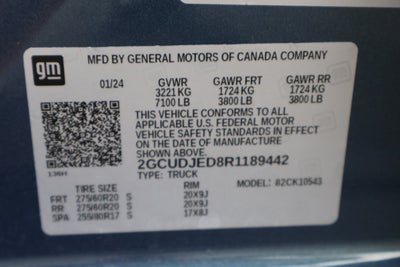 gm
MFD BY GENERAL MOTORS OF CANADA COMPANY
01/24 GVWR GAWR FRT GAWR RR
3221 KG 1724 KG 1724 KG
7100 LB 3800 LB 3800 LB
THIS VEHICLE CONFORMS TO ALL
APPLICABLE U.S. FEDERAL MOTOR
VEHICLE SAFETY STANDARDS IN EFFECT
ON THE DATE OF MANUFACTURE
SHOWN ABOVE.
136H
2GCUDJED8R1189442
TYPE: TRUCK MODEL: 82CK10543
TIRE SIZE RIM
FRT 275/60R20 S 20X9J
RR 275/60R20 S 20X9J
SPA 255/80R17 S 17X8J